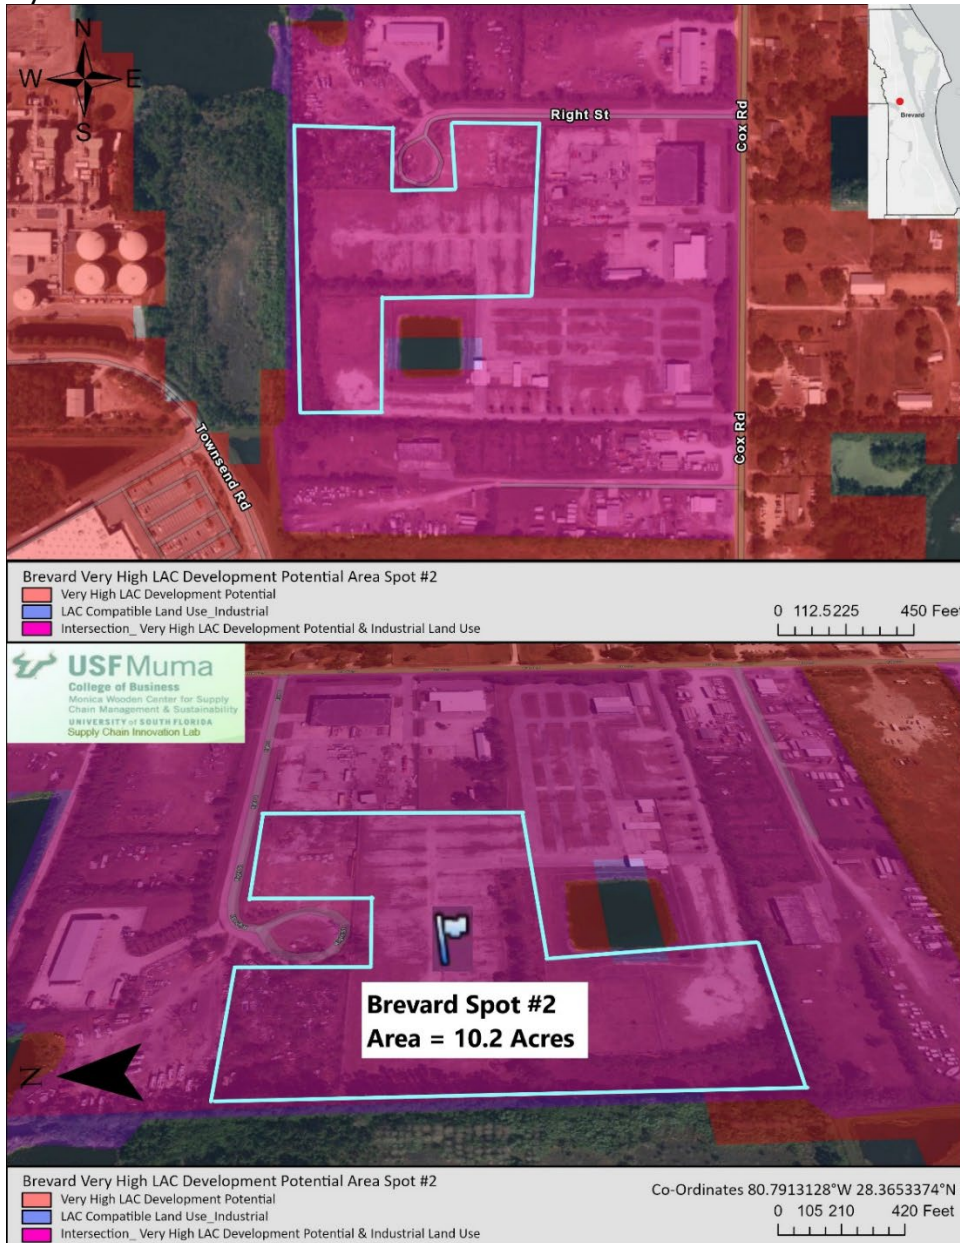 N
W
E
S
Right St
Cox Rd
Brevard
Townsend Rd
Cox Rd
Brevard Very High LAC Development Potential Area Spot #2
Very High LAC Development Potential
LAC Compatible Land Use_Industrial
Intersection_ Very High LAC Development Potential & Industrial Land Use
0 112.5 225 450 Feet
USF Muma
College of Business
Monica Wooden Center for Supply
Chain Management & Sustainability
UNIVERSITY of SOUTH FLORIDA
Supply Chain Innovation Lab
Brevard Spot #2
Area = 10.2 Acres
N
Brevard Very High LAC Development Potential Area Spot #2
Very High LAC Development Potential
LAC Compatible Land Use_Industrial
Intersection_ Very High LAC Development Potential & Industrial Land Use
Co-Ordinates 80.7913128°W 28.3653374°N
0 105 210 420 Feet